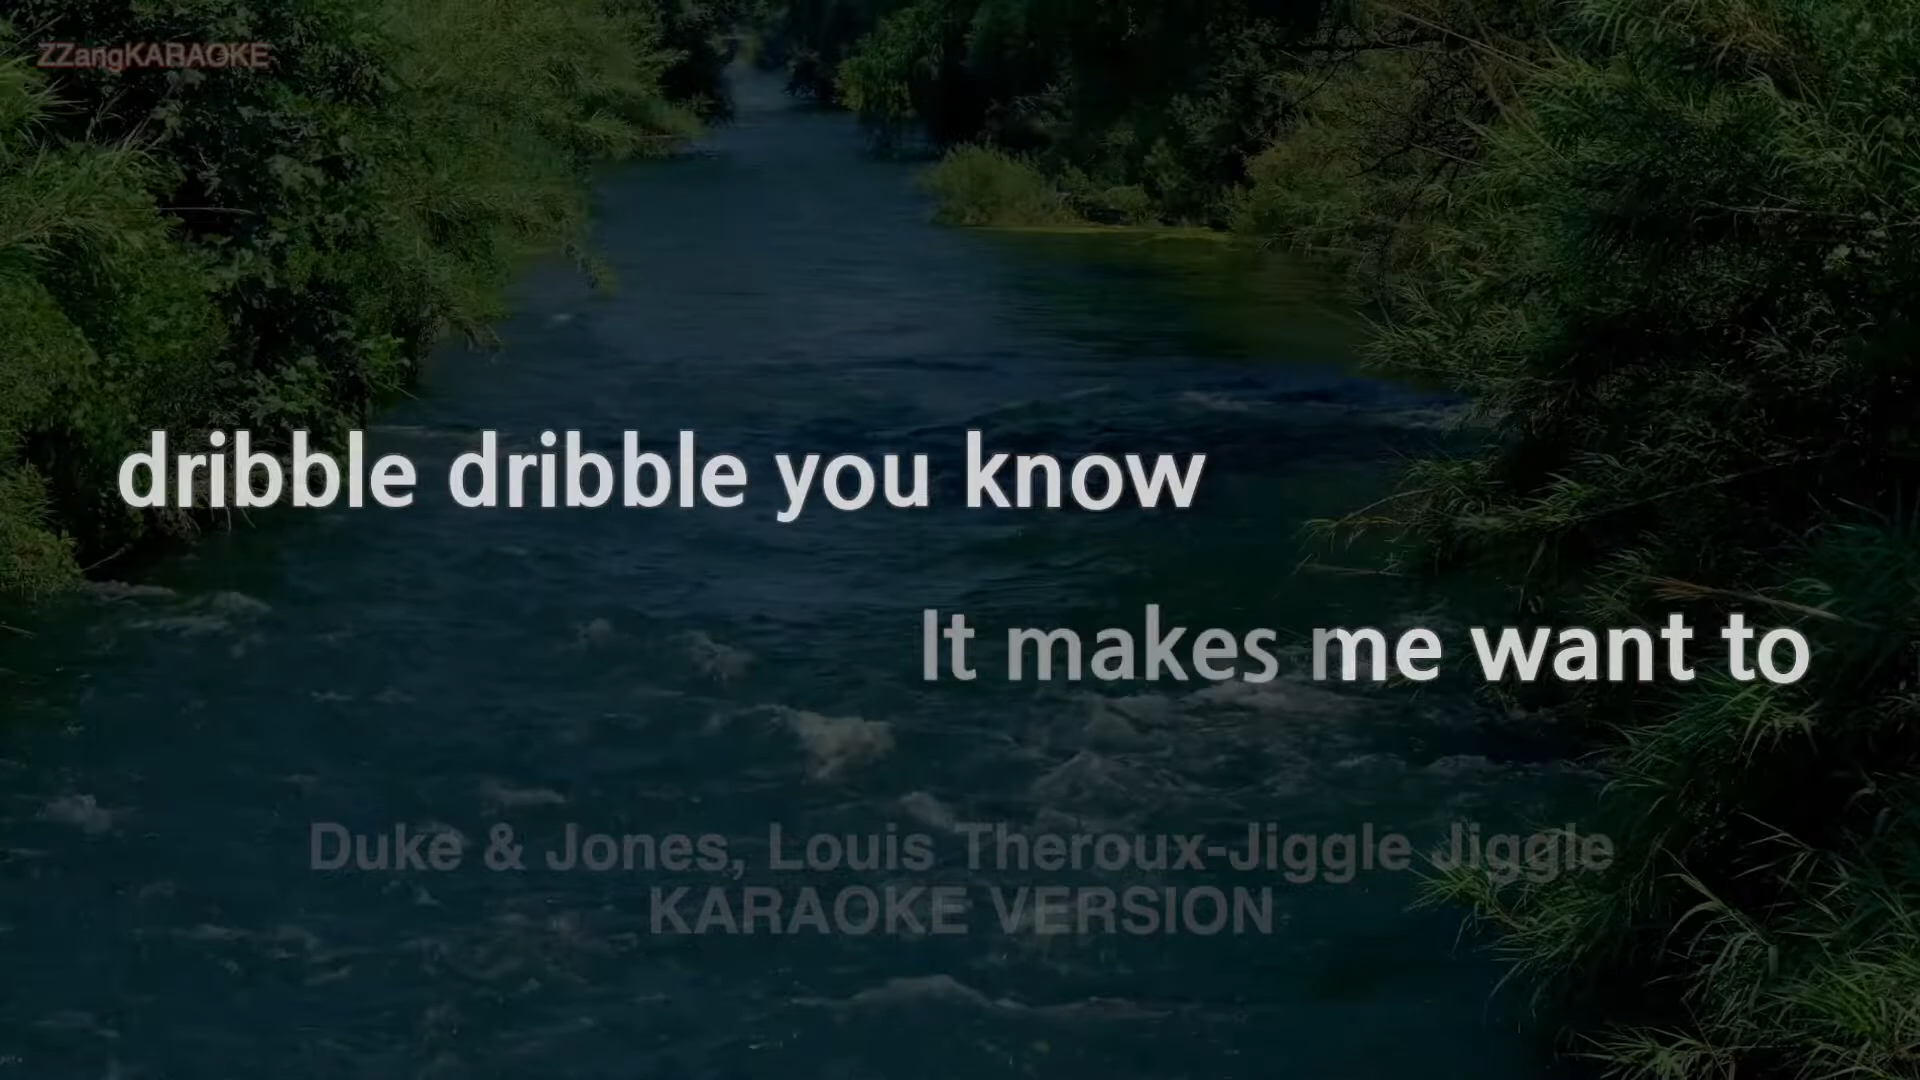 ZZangKARAOKE
dribble dribble you know
It makes me want to
Duke & Jones, Louis Theroux-Jiggle Jiggle
KARAOKE VERSION